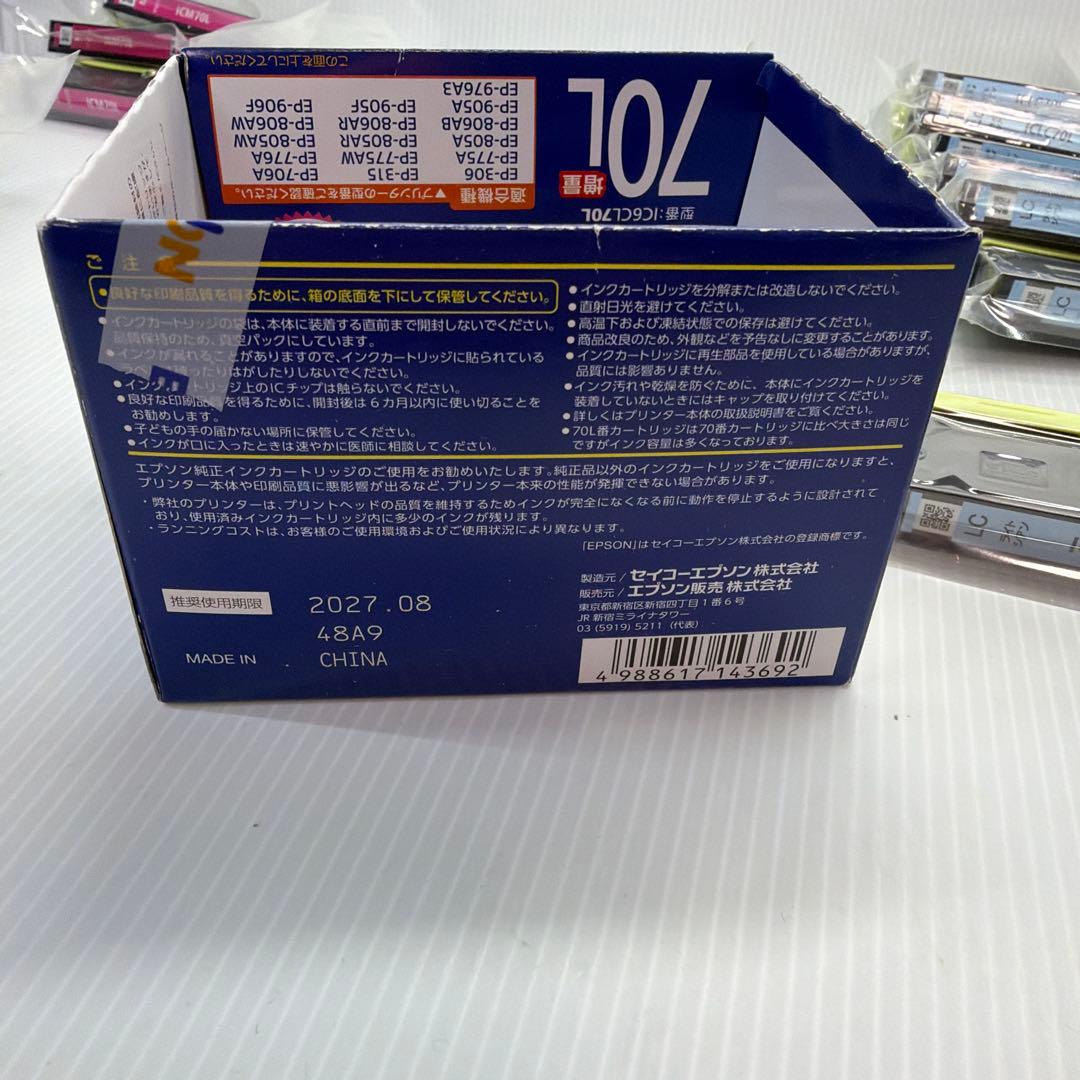 この面を上にしてください
型番:IC6CL70L
70L
増量
適合機種
▼プリンターの型番をご確認ください。
EP-306 EP-315 EP-706A
EP-775A EP-775AW EP-776A
EP-805A EP-805AR EP-805AW
EP-806AB EP-806AR EP-806AW
EP-905A EP-905F EP-906F
EP-976A3
ご 注
良好な印刷品質を得るために、箱の底面を下にして保管してください。
●インクカートリッジの袋は、本体に装着する直前まで開封しないでください。
品質保持のため、真空パックにしています。
●インクが漏れることがありますので、インクカートリッジに貼られている
はがしたりしないでください。
カートリッジ上のICチップは触らないでください。
●良好な印刷品質を得るために、開封後は6カ月以内に使い切ることを
お勧めします。
●子どもの手の届かない場所に保管してください。
●インクが口に入ったときは速やかに医師に相談してください。
●インクカートリッジを分解または改造しないでください。
●直射日光を避けてください。
●高温下および凍結状態での保存は避けてください。
●商品改良のため、外観などを予告なしに変更することがあります。
●インクカートリッジに再生部品を使用している場合がありますが、
品質には影響ありません。
●インク汚れや乾燥を防ぐために、本体にインクカートリッジを
装着していないときにはキャップを取り付けてください。
●詳しくはプリンター本体の取扱説明書をご覧ください。
●70L番カートリッジは70番カートリッジに比べ大きさは同じ
ですがインク容量は多くなっております。
エプソン純正インクカートリッジのご使用をお勧めいたします。純正品以外のインクカートリッジをご使用になりますと、
プリンター本体や印刷品質に悪影響が出るなど、プリンター本来の性能が発揮できない場合があります。
・弊社のプリンターは、プリントヘッドの品質を維持するためインクが完全になくなる前に動作を停止するように設計されて
おり、使用済みインクカートリッジ内に多少のインクが残ります。
・ランニングコストは、お客様のご使用環境およびご使用状況により異なります。
「EPSON」はセイコーエプソン株式会社の登録商標です。
推奨使用期限 2027.08
48A9
MADE IN CHINA
製造元/セイコーエプソン株式会社
販売元/エプソン販売株式会社
東京都新宿区新宿四丁目1番6号
JR新宿ミライナタワー
03 (5919) 5211 (代表)
4 988617 143692
ICM70L
ICM70L
LC
LC
LC